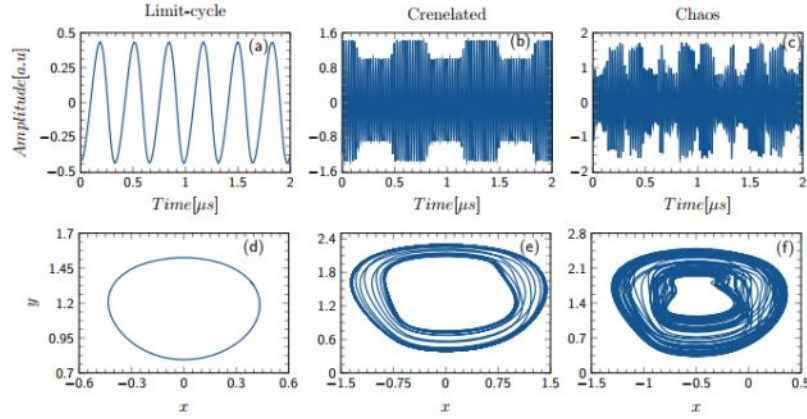 Limit-cycle Crenelated Chaos
0.5 (a) 1.6 (b) 2 (c)
0.25 0.8 1
0 0 0
−0.25 −0.8 −1
−0.5 −1.6 −2
Amplitude[a.u]
0 0.5 1 1.5 2 0 0.5 1 1.5 2 0 0.5 1 1.5 2
Time[μs] Time[μs] Time[μs]
1.7 (d) 2.4 (e) 2.8 (f)
1.45 1.8 2.1
1.2 1.2 1.4
0.95 0.6 0.7
0.7 0 0
y
−0.6 −0.3 0 0.3 0.6 −1.5 −0.75 0 0.75 1.5 −1.5 −1 −0.5 0 0.5
x x x